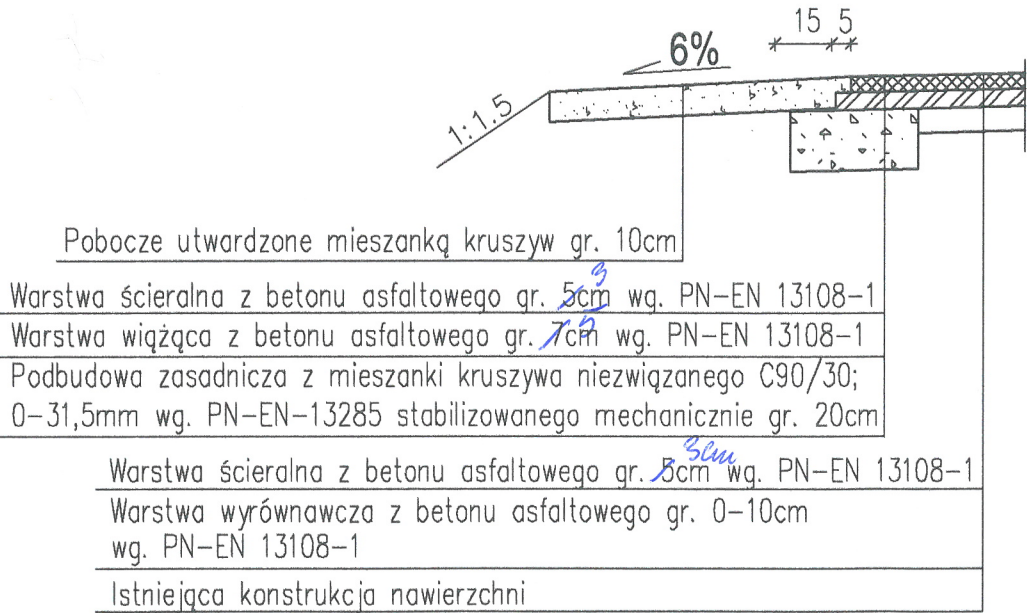 15 5
6%
1:1.5
Pobocze utwardzone mieszanką kruszyw gr. 10cm
3
Warstwa ścieralna z betonu asfaltowego gr. 5cm wg. PN-EN 13108-1
5
Warstwa wiążąca z betonu asfaltowego gr. 7cm wg. PN-EN 13108-1
Podbudowa zasadnicza z mieszanki kruszywa niezwiązanego C90/30;
0-31,5mm wg. PN-EN-13285 stabilizowanego mechanicznie gr. 20cm
3cm
Warstwa ścieralna z betonu asfaltowego gr. 5cm wg. PN-EN 13108-1
Warstwa wyrównawcza z betonu asfaltowego gr. 0-10cm
wg. PN-EN 13108-1
Istniejąca konstrukcja nawierzchni